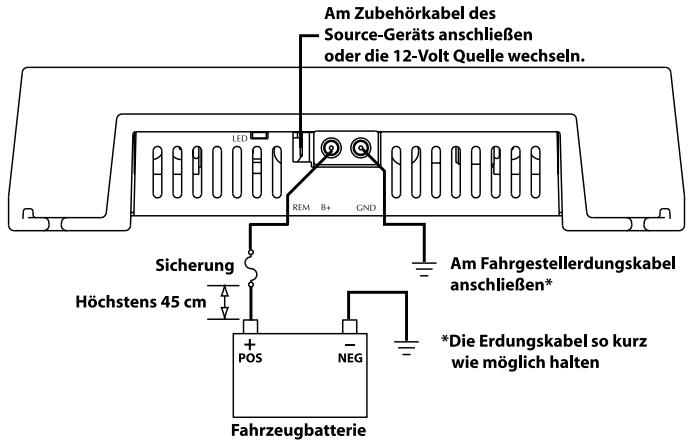 Am Zubehörkabel des
Source-Geräts anschließen
oder die 12-Volt Quelle wechseln.
LED
REM B+ GND
Sicherung
Höchstens 45 cm
Am Fahrgestellerdungskabel
anschließen*
+ −
POS NEG
*Die Erdungskabel so kurz
wie möglich halten
Fahrzeugbatterie